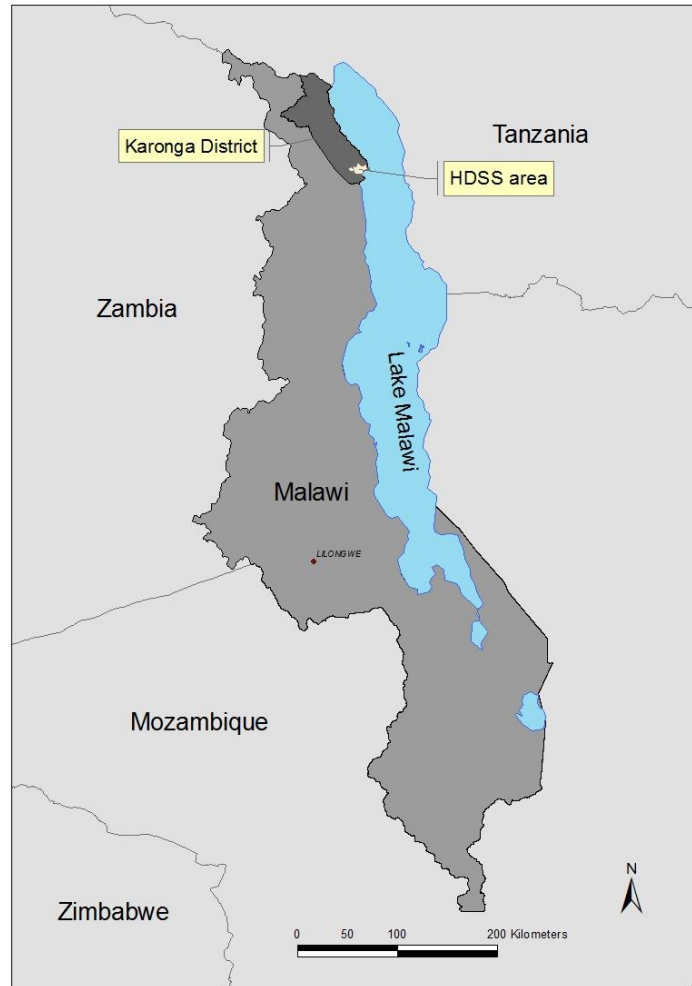 Tanzania
Karonga District
HDSS area
Zambia
Lake Malawi
Malawi
LILONGWE
Mozambique
N
Zimbabwe
0 50 100 200 Kilometers